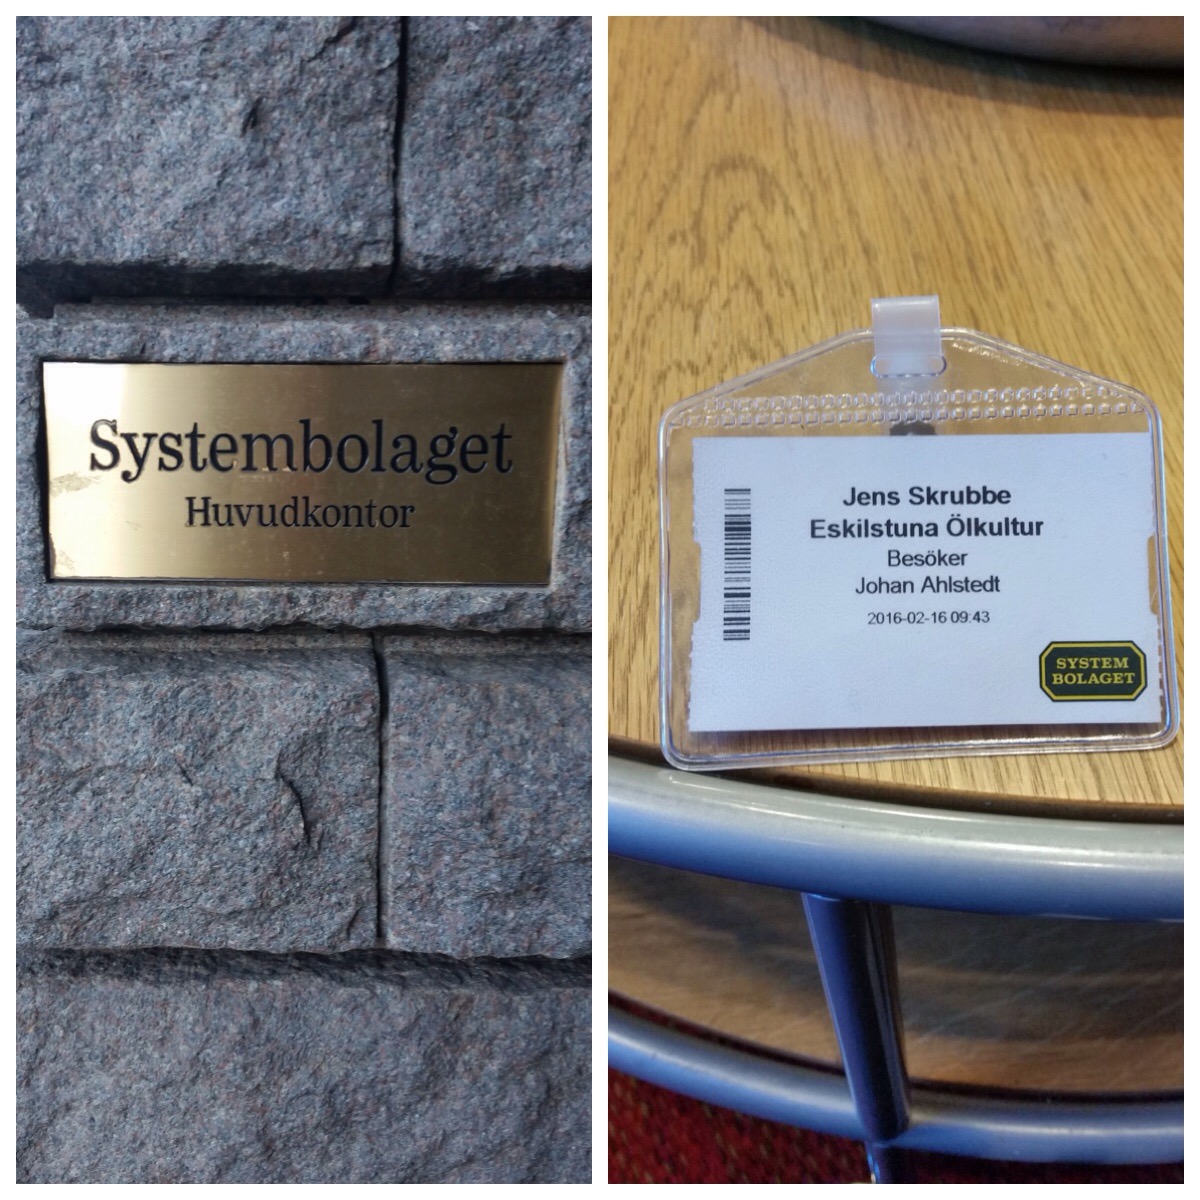 Systembolaget
Huvudkontor
Jens Skrubbe
Eskilstuna Ölkultur
Besöker
Johan Ahlstedt
2016-02-16 09:43
SYSTEM
BOLAGET